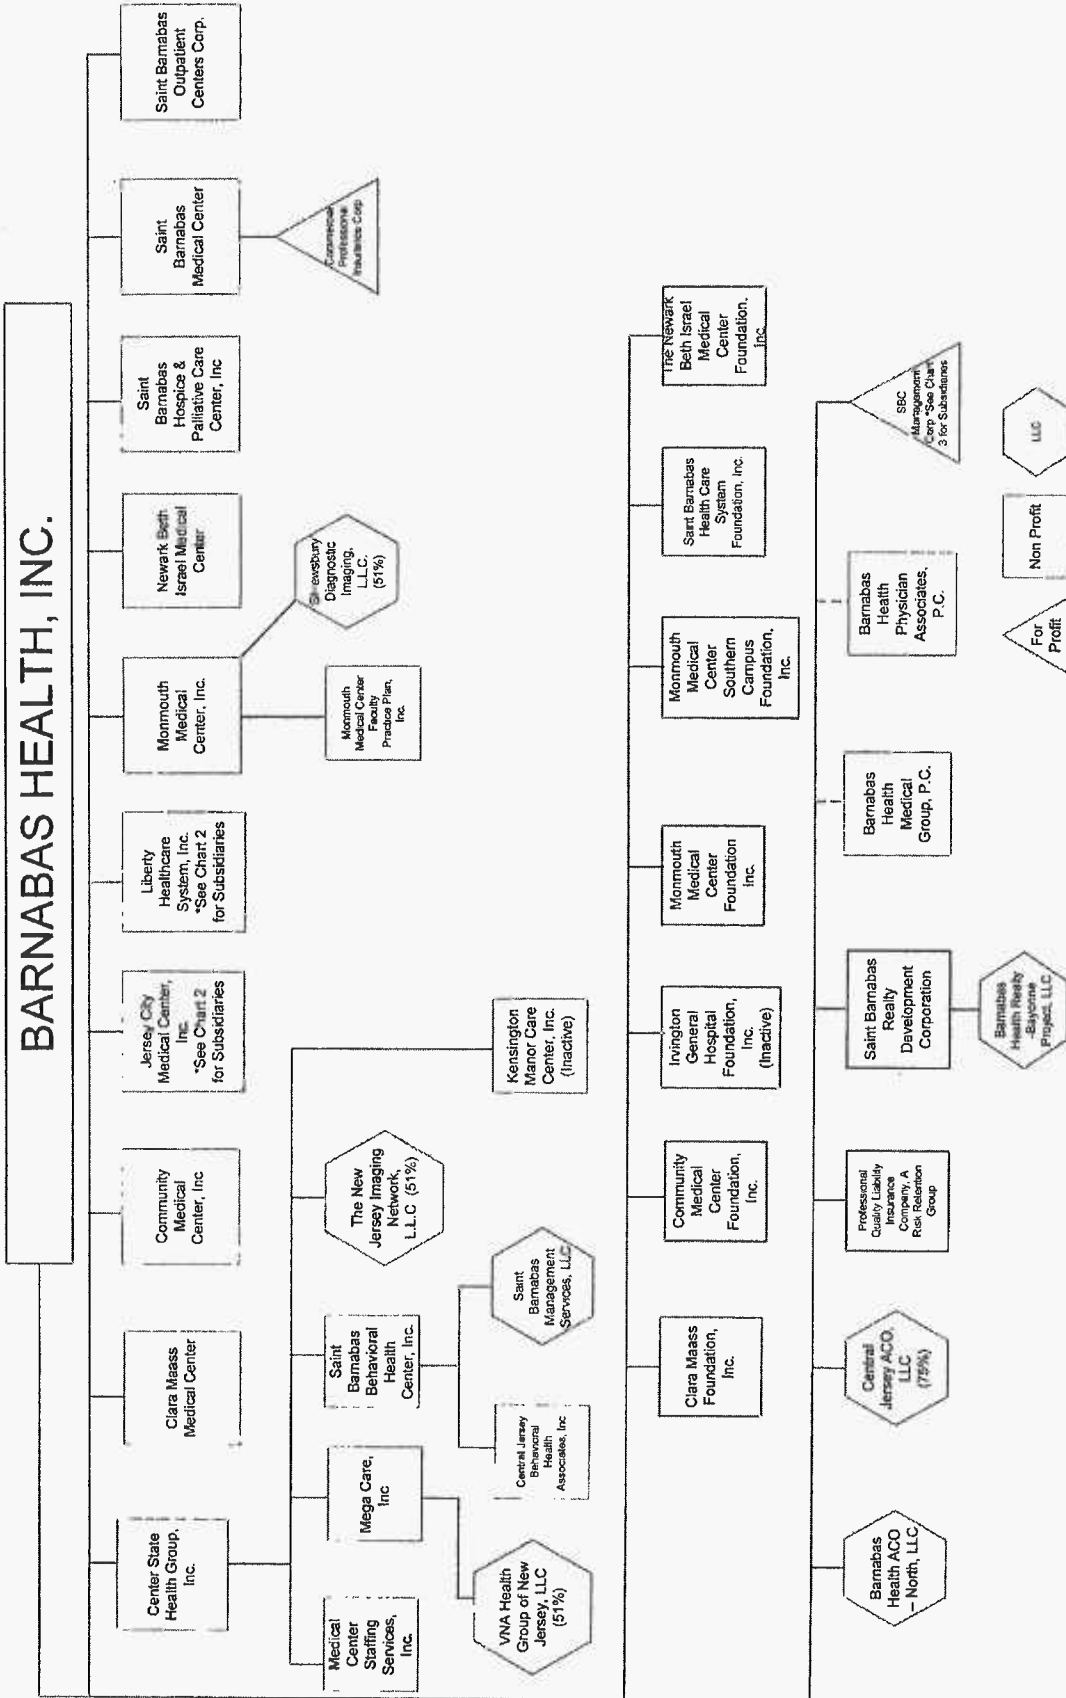 BARNABAS HEALTH, INC.
Center State
Health Group,
Inc.
Clara Maass
Medical Center
Community
Medical
Center, Inc
Jersey City
Medical Center,
Inc.
*See Chart 2
for Subsidiaries
Liberty
Healthcare
System, Inc.
*See Chart 2
for Subsidiaries
Monmouth
Medical
Center, Inc.
Newark Beth
Israel Medical
Center
Saint
Barnabas
Hospice &
Palliative Care
Center, Inc
Saint
Barnabas
Medical Center
Saint Barnabas
Outpatient
Centers Corp.
Medical
Center
Staffing
Services,
Inc.
Mega Care,
Inc
Saint
Barnabas
Behavioral
Health
Center, Inc.
The New
Jersey Imaging
Network,
L.L.C (51%)
Kensington
Manor Care
Center, Inc.
(Inactive)
Monmouth
Medical Center
Faculty
Practice Plan,
Inc.
Shrewsbury
Diagnostic
Imaging,
L.L.C.
(51%)
Commercial
Professional
Insurance Corp
VNA Health
Group of New
Jersey, LLC
(51%)
Central Jersey
Behavioral
Health
Associates, Inc
Saint
Barnabas
Management
Services, LLC
Clara Maass
Foundation,
Inc.
Community
Medical
Center
Foundation,
Inc.
Irvington
General
Hospital
Foundation,
Inc.
(Inactive)
Monmouth
Medical
Center
Foundation
Inc.
Monmouth
Medical
Center
Southern
Campus
Foundation,
Inc.
Saint Barnabas
Health Care
System
Foundation, Inc.
The Newark
Beth Israel
Medical
Center
Foundation,
Inc
Barnabas
Health ACO
– North, LLC
Central
Jersey ACO,
LLC
(75%)
Professional
Quality Liability
Insurance
Company, A
Risk Retention
Group
Saint Barnabas
Realty
Development
Corporation
Barnabas
Health
Medical
Group, P.C.
Barnabas
Health
Physician
Associates,
P.C.
SBC
Management
Corp *See Chart
3 for Subsidiaries
Barnabas
Health Realty
-Bayonne
Project, LLC
For
Profit
Non Profit
LLC